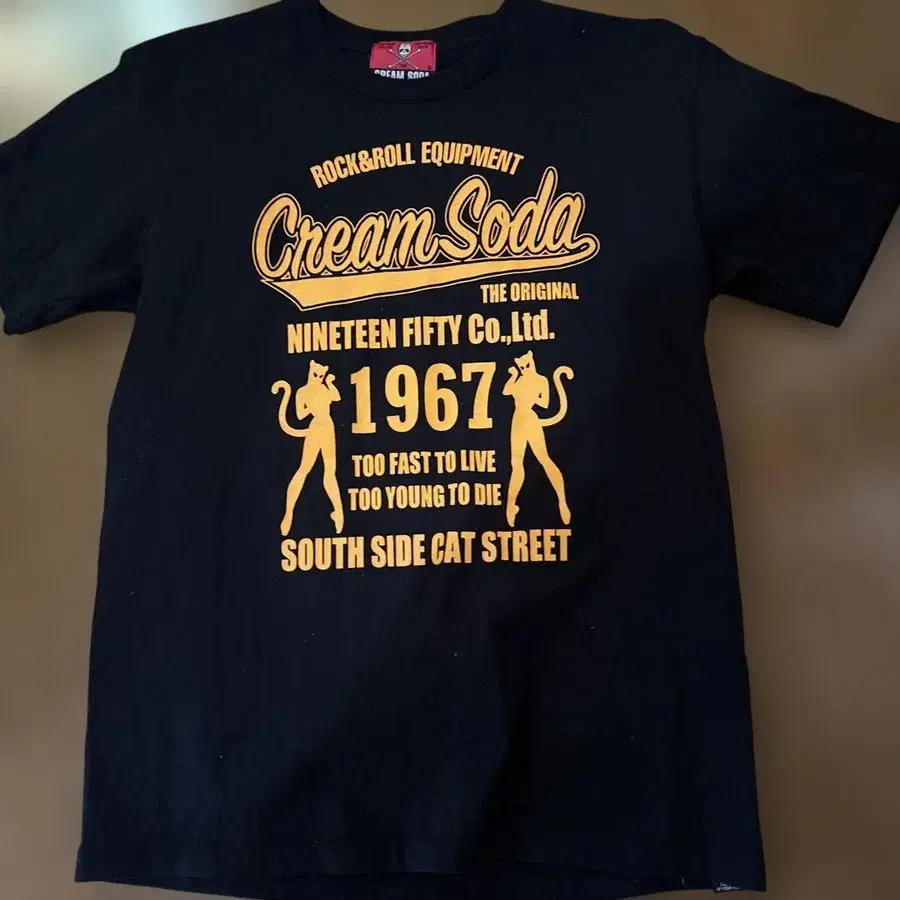 CREAM SODA
ROCK&ROLL EQUIPMENT
Cream Soda
THE ORIGINAL
NINETEEN FIFTY Co.,Ltd.
1967
TOO FAST TO LIVE
TOO YOUNG TO DIE
SOUTH SIDE CAT STREET